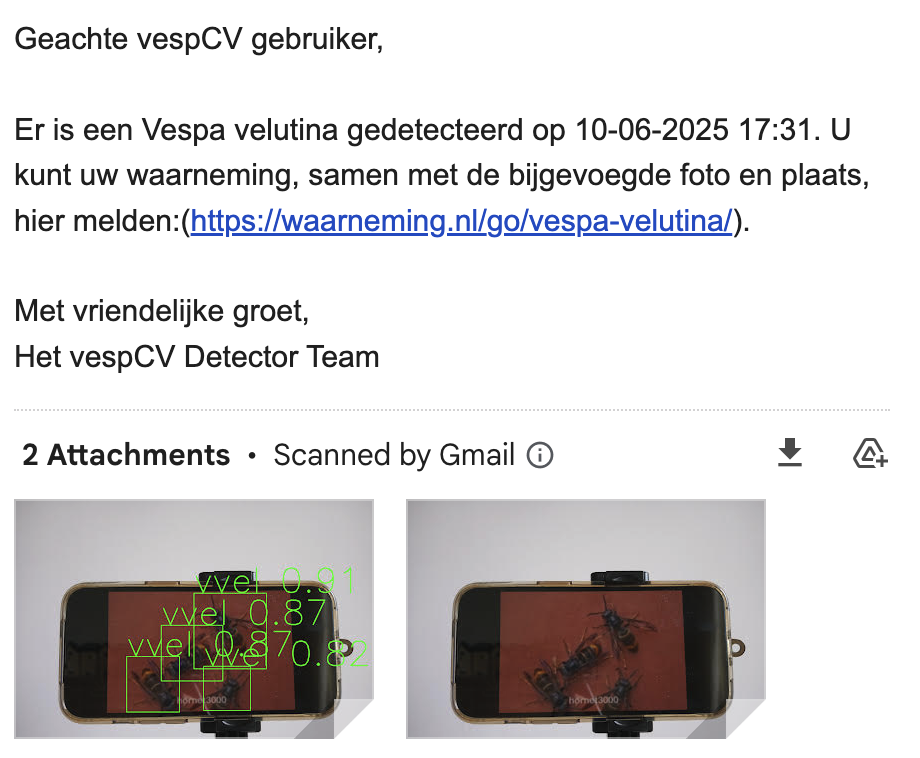 Geachte vespCV gebruiker,
Er is een Vespa velutina gedetecteerd op 10-06-2025 17:31. U
kunt uw waarneming, samen met de bijgevoegde foto en plaats,
hier melden:(https://waarneming.nl/go/vespa-velutina/).
Met vriendelijke groet,
Het vespCV Detector Team
2 Attachments • Scanned by Gmail
vvel 0.91
vvel 0.87
vvel 0.87
vvel 0.82
hornet3000
hornet3000